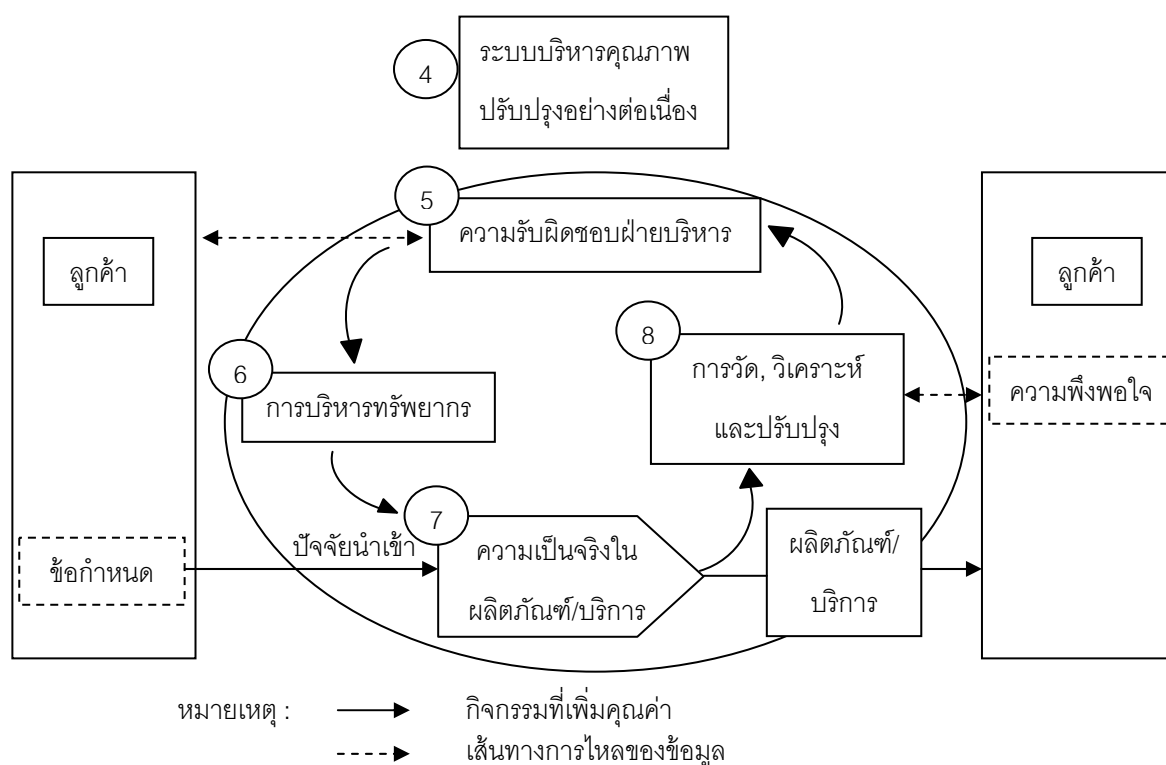 4
ระบบบริหารคุณภาพ
ปรับปรุงอย่างต่อเนื่อง
5
ความรับผิดชอบฝ่ายบริหาร
ลูกค้า
ลูกค้า
8
การวัด, วิเคราะห์
และปรับปรุง
6
การบริหารทรัพยากร
ความพึงพอใจ
7
ความเป็นจริงใน
ผลิตภัณฑ์/บริการ
ปัจจัยนำเข้า
ข้อกำหนด
ผลิตภัณฑ์/
บริการ
หมายเหตุ :
กิจกรรมที่เพิ่มคุณค่า
เส้นทางการไหลของข้อมูล